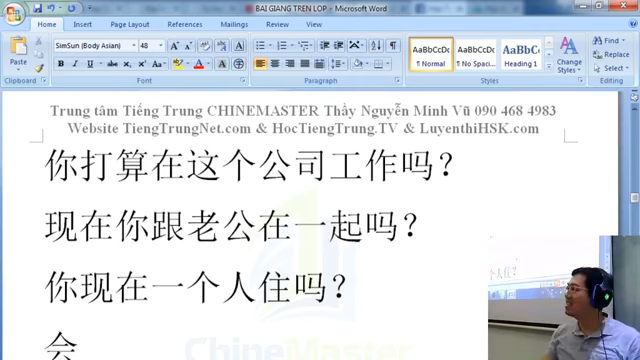 BAI GIANG TREN LOP - Microsoft Word
Home Insert Page Layout References Mailings Review View
Paste
Clipboard
SimSun (Body Asian) 48
B I U
Font
Paragraph
AaBbCcDc AaBbCcDc AaBbCc
¶ Normal ¶ No Spaci... Heading 1
Change Styles
Styles
Find
Replace
Select
Editing
Trung tâm Tiếng Trung CHINEMASTER Thầy Nguyễn Minh Vũ 090 468 4983
Website TiengTrungNet.com & HocTiengTrung.TV & LuyenthiHSK.com
你打算在这个公司工作吗？
现在你跟老公在一起吗？
你现在一个人住吗？
会
ChineMaster